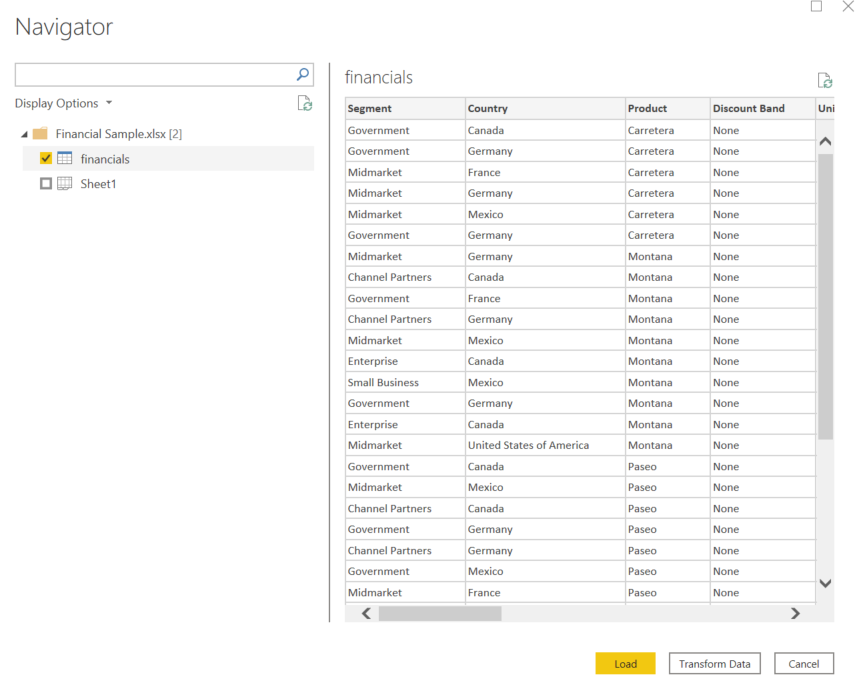 Navigator
Display Options
Financial Sample.xlsx [2]
financials
Sheet1
financials
Segment Country Product Discount Band Uni
Government Canada Carretera None
Government Germany Carretera None
Midmarket France Carretera None
Midmarket Germany Carretera None
Midmarket Mexico Carretera None
Government Germany Carretera None
Midmarket Germany Montana None
Channel Partners Canada Montana None
Government France Montana None
Channel Partners Germany Montana None
Midmarket Mexico Montana None
Enterprise Canada Montana None
Small Business Mexico Montana None
Government Germany Montana None
Enterprise Canada Montana None
Midmarket United States of America Montana None
Government Canada Paseo None
Midmarket Mexico Paseo None
Channel Partners Canada Paseo None
Government Germany Paseo None
Channel Partners Germany Paseo None
Government Mexico Paseo None
Midmarket France Paseo None
Load Transform Data Cancel